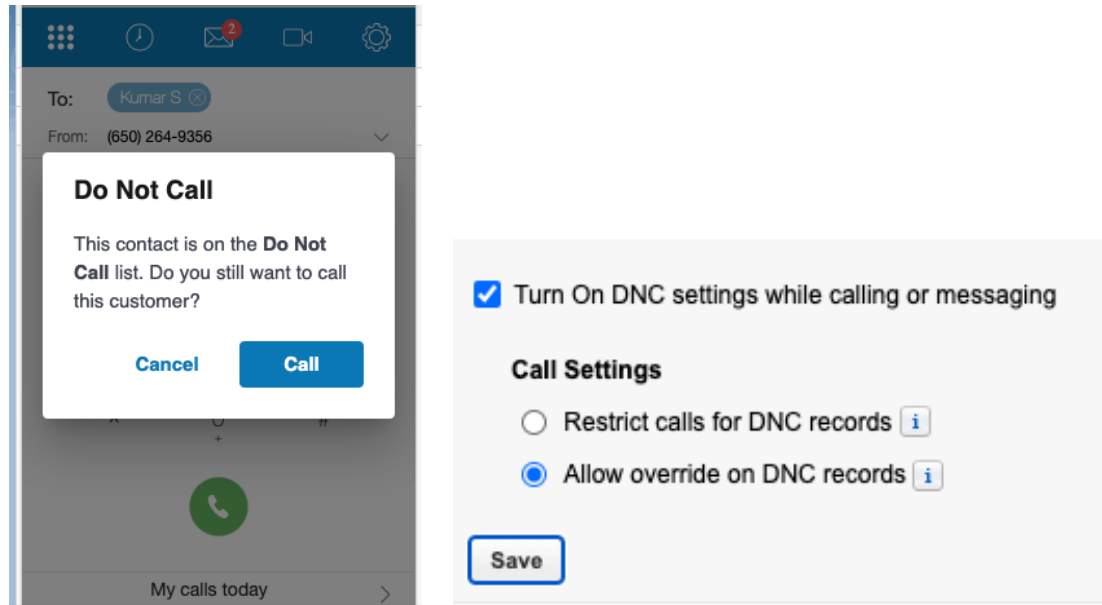 2
To: Kumar S
From: (650) 264-9356
Do Not Call
This contact is on the Do Not
Call list. Do you still want to call
this customer?
Cancel Call
+
My calls today
Turn On DNC settings while calling or messaging
Call Settings
Restrict calls for DNC records i
Allow override on DNC records i
Save